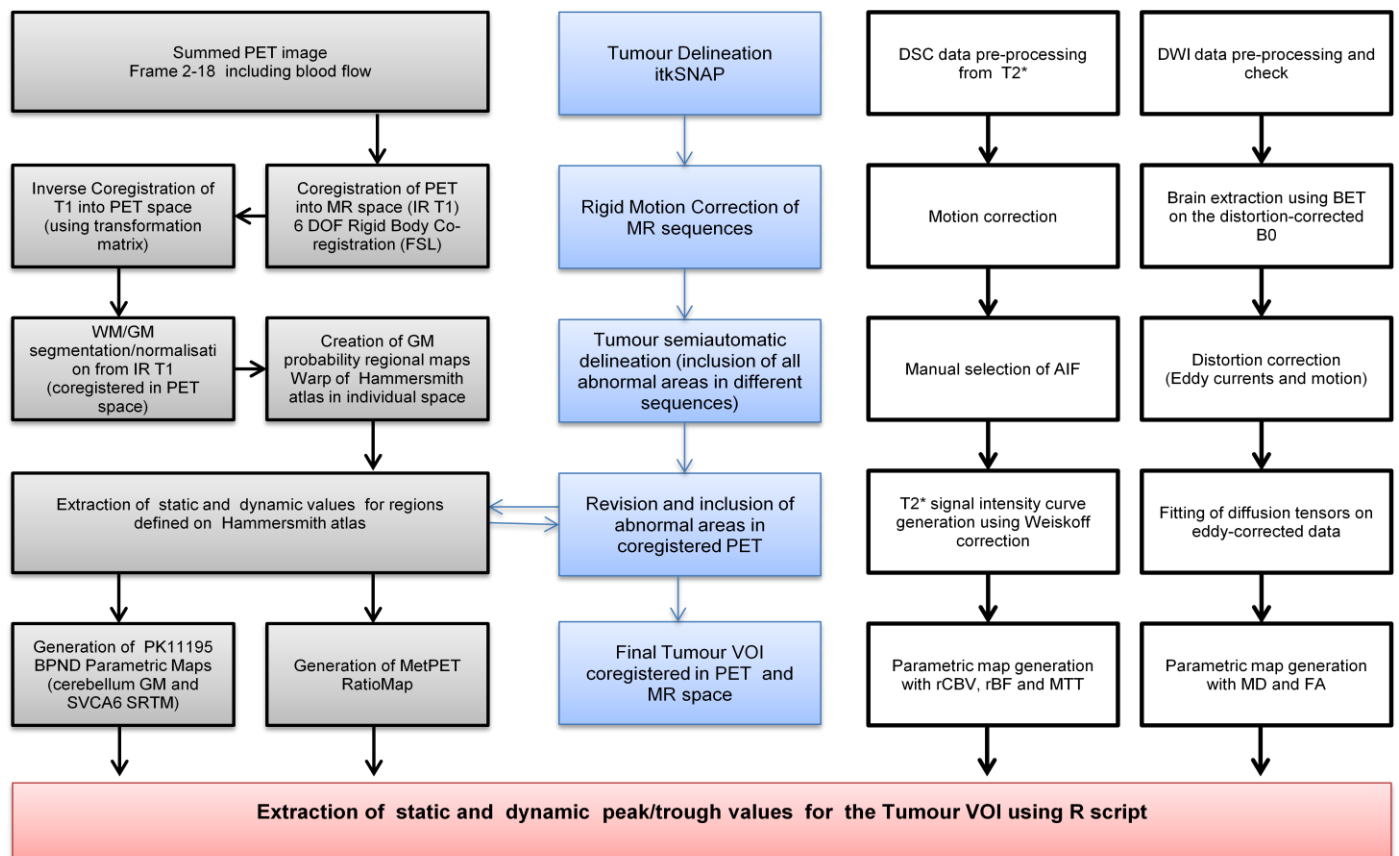 Summed PET image
Frame 2-18 including blood flow
Inverse Coregistration of
T1 into PET space
(using transformation
matrix)
Coregistration of PET
into MR space (IR T1)
6 DOF Rigid Body Co-
registration (FSL)
WM/GM
segmentation/normalisati
on from IR T1
(coregistered in PET
space)
Creation of GM
probability regional maps
Warp of Hammersmith
atlas in individual space
Extraction of static and dynamic values for regions
defined on Hammersmith atlas
Generation of PK11195
BPND Parametric Maps
(cerebellum GM and
SVCA6 SRTM)
Generation of MetPET
RatioMap
Tumour Delineation
itkSNAP
Rigid Motion Correction of
MR sequences
Tumour semiautomatic
delineation (inclusion of all
abnormal areas in different
sequences)
Revision and inclusion of
abnormal areas in
coregistered PET
Final Tumour VOI
coregistered in PET and
MR space
DSC data pre-processing
from T2*
Motion correction
Manual selection of AIF
T2* signal intensity curve
generation using Weiskoff
correction
Parametric map generation
with rCBV, rBF and MTT
DWI data pre-processing and
check
Brain extraction using BET
on the distortion-corrected
B0
Distortion correction
(Eddy currents and motion)
Fitting of diffusion tensors on
eddy-corrected data
Parametric map generation
with MD and FA
Extraction of static and dynamic peak/trough values for the Tumour VOI using R script